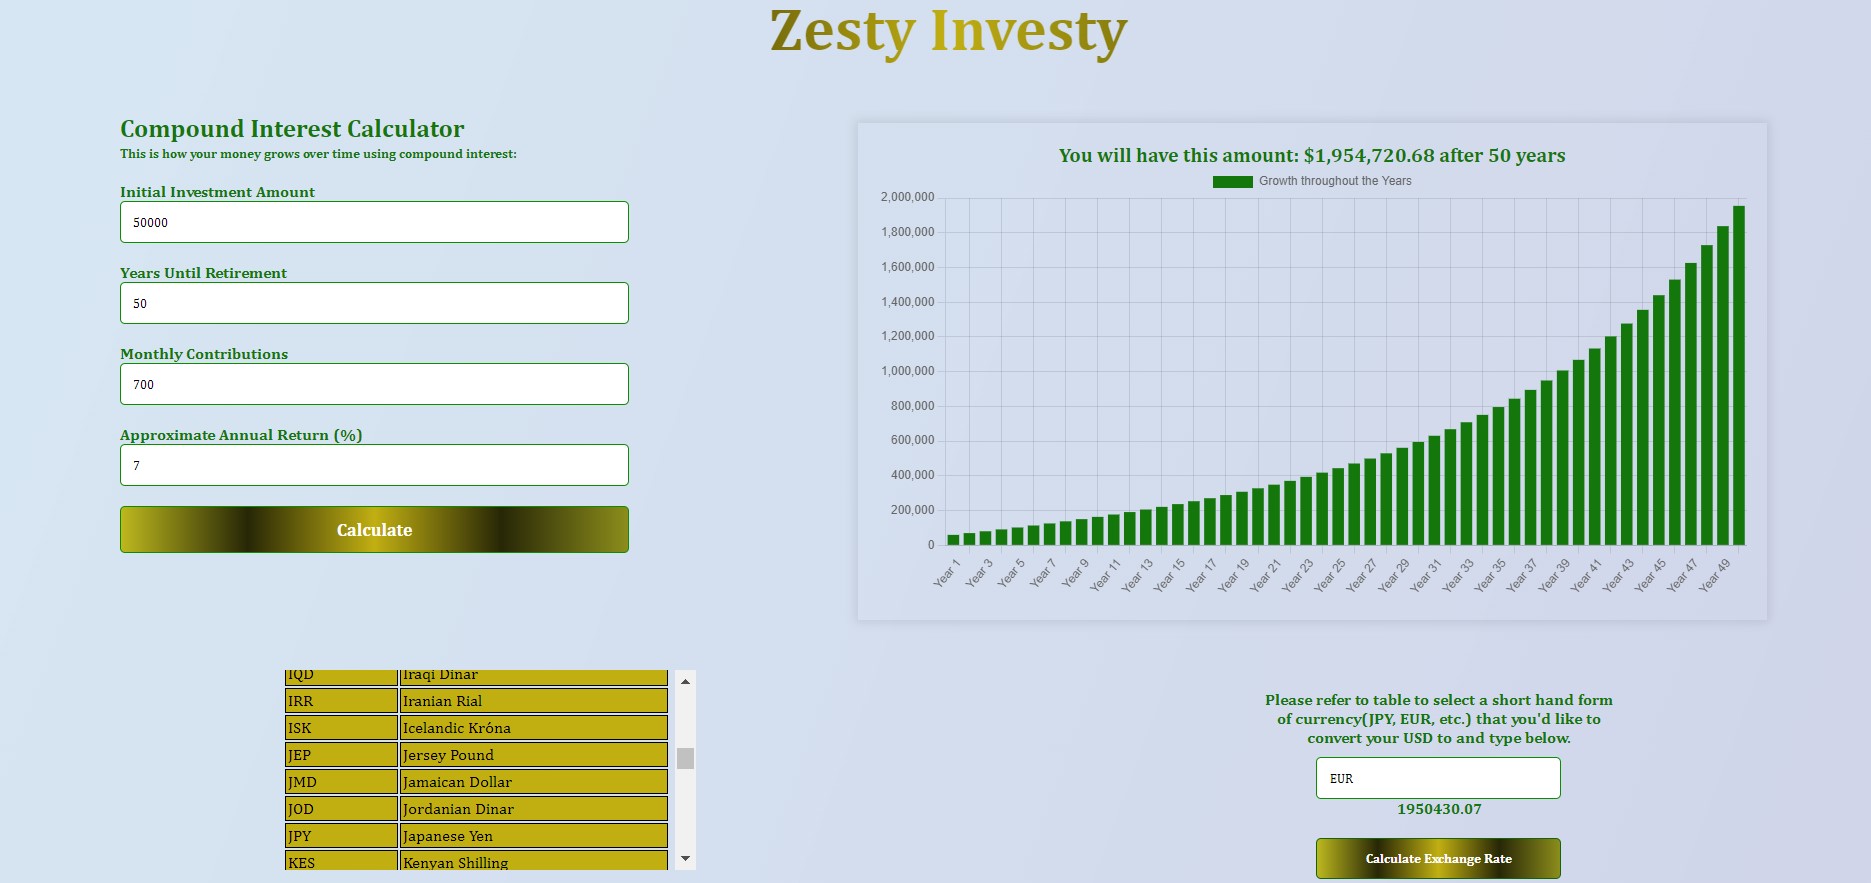 Zesty Investy
Compound Interest Calculator
This is how your money grows over time using compound interest:
Initial Investment Amount
50000
Years Until Retirement
50
Monthly Contributions
700
Approximate Annual Return (%)
7
Calculate
You will have this amount: $1,954,720.68 after 50 years
Growth throughout the Years
2,000,000
1,800,000
1,600,000
1,400,000
1,200,000
1,000,000
800,000
600,000
400,000
200,000
0
Year 1 Year 3 Year 5 Year 7 Year 9 Year 11 Year 13 Year 15 Year 17 Year 19 Year 21 Year 23 Year 25 Year 27 Year 29 Year 31 Year 33 Year 35 Year 37 Year 39 Year 41 Year 43 Year 45 Year 47 Year 49
IQD Iraqi Dinar
IRR Iranian Rial
ISK Icelandic Króna
JEP Jersey Pound
JMD Jamaican Dollar
JOD Jordanian Dinar
JPY Japanese Yen
KES Kenyan Shilling
Please refer to table to select a short hand form
of currency(JPY, EUR, etc.) that you'd like to
convert your USD to and type below.
EUR
1950430.07
Calculate Exchange Rate